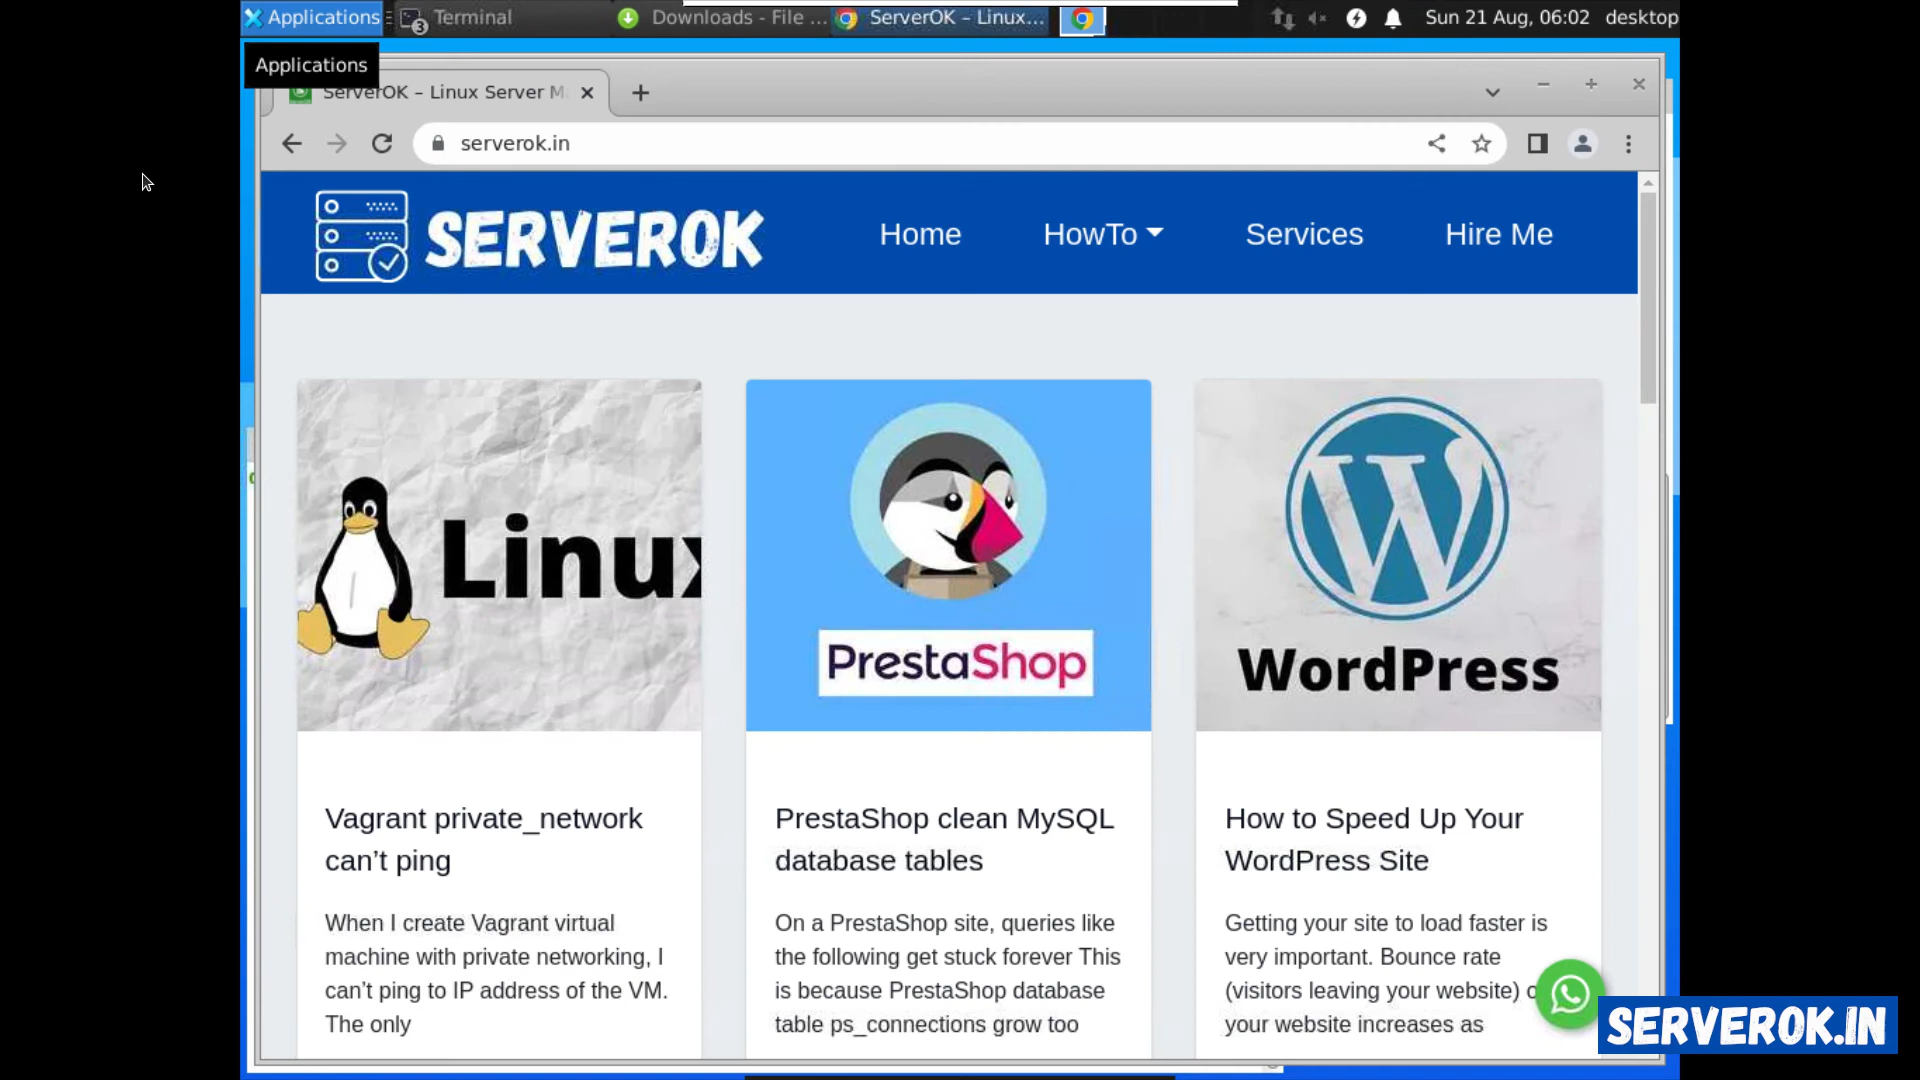 Applications
3
Terminal
Downloads - File ...
ServerOK – Linux...
Sun 21 Aug, 06:02
desktop
Applications
ServerOK – Linux Server M
serverok.in
SERVEROK
Home
HowTo
Services
Hire Me
Linux
PrestaShop
WordPress
Vagrant private_network
can’t ping
When I create Vagrant virtual
machine with private networking, I
can’t ping to IP address of the VM.
The only
PrestaShop clean MySQL
database tables
On a PrestaShop site, queries like
the following get stuck forever This
is because PrestaShop database
table ps_connections grow too
How to Speed Up Your
WordPress Site
Getting your site to load faster is
very important. Bounce rate
(visitors leaving your website)
your website increases as
SERVEROK.IN